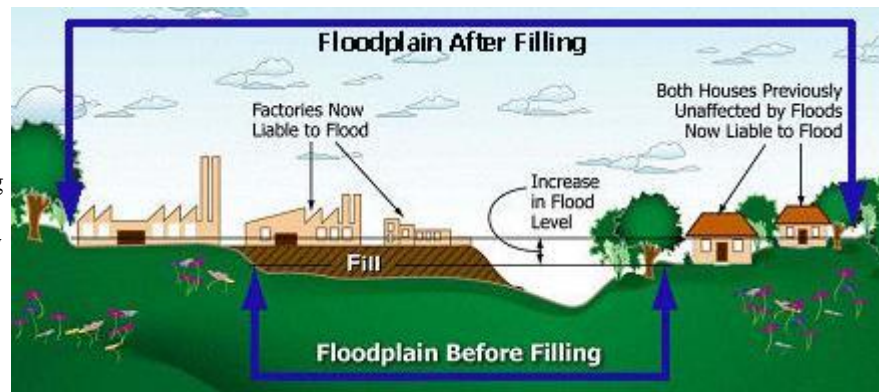 Floodplain After Filling
Factories Now
Liable to Flood
Both Houses Previously
Unaffected by Floods
Now Liable to Flood
Increase
in Flood
Level
Fill
Floodplain Before Filling